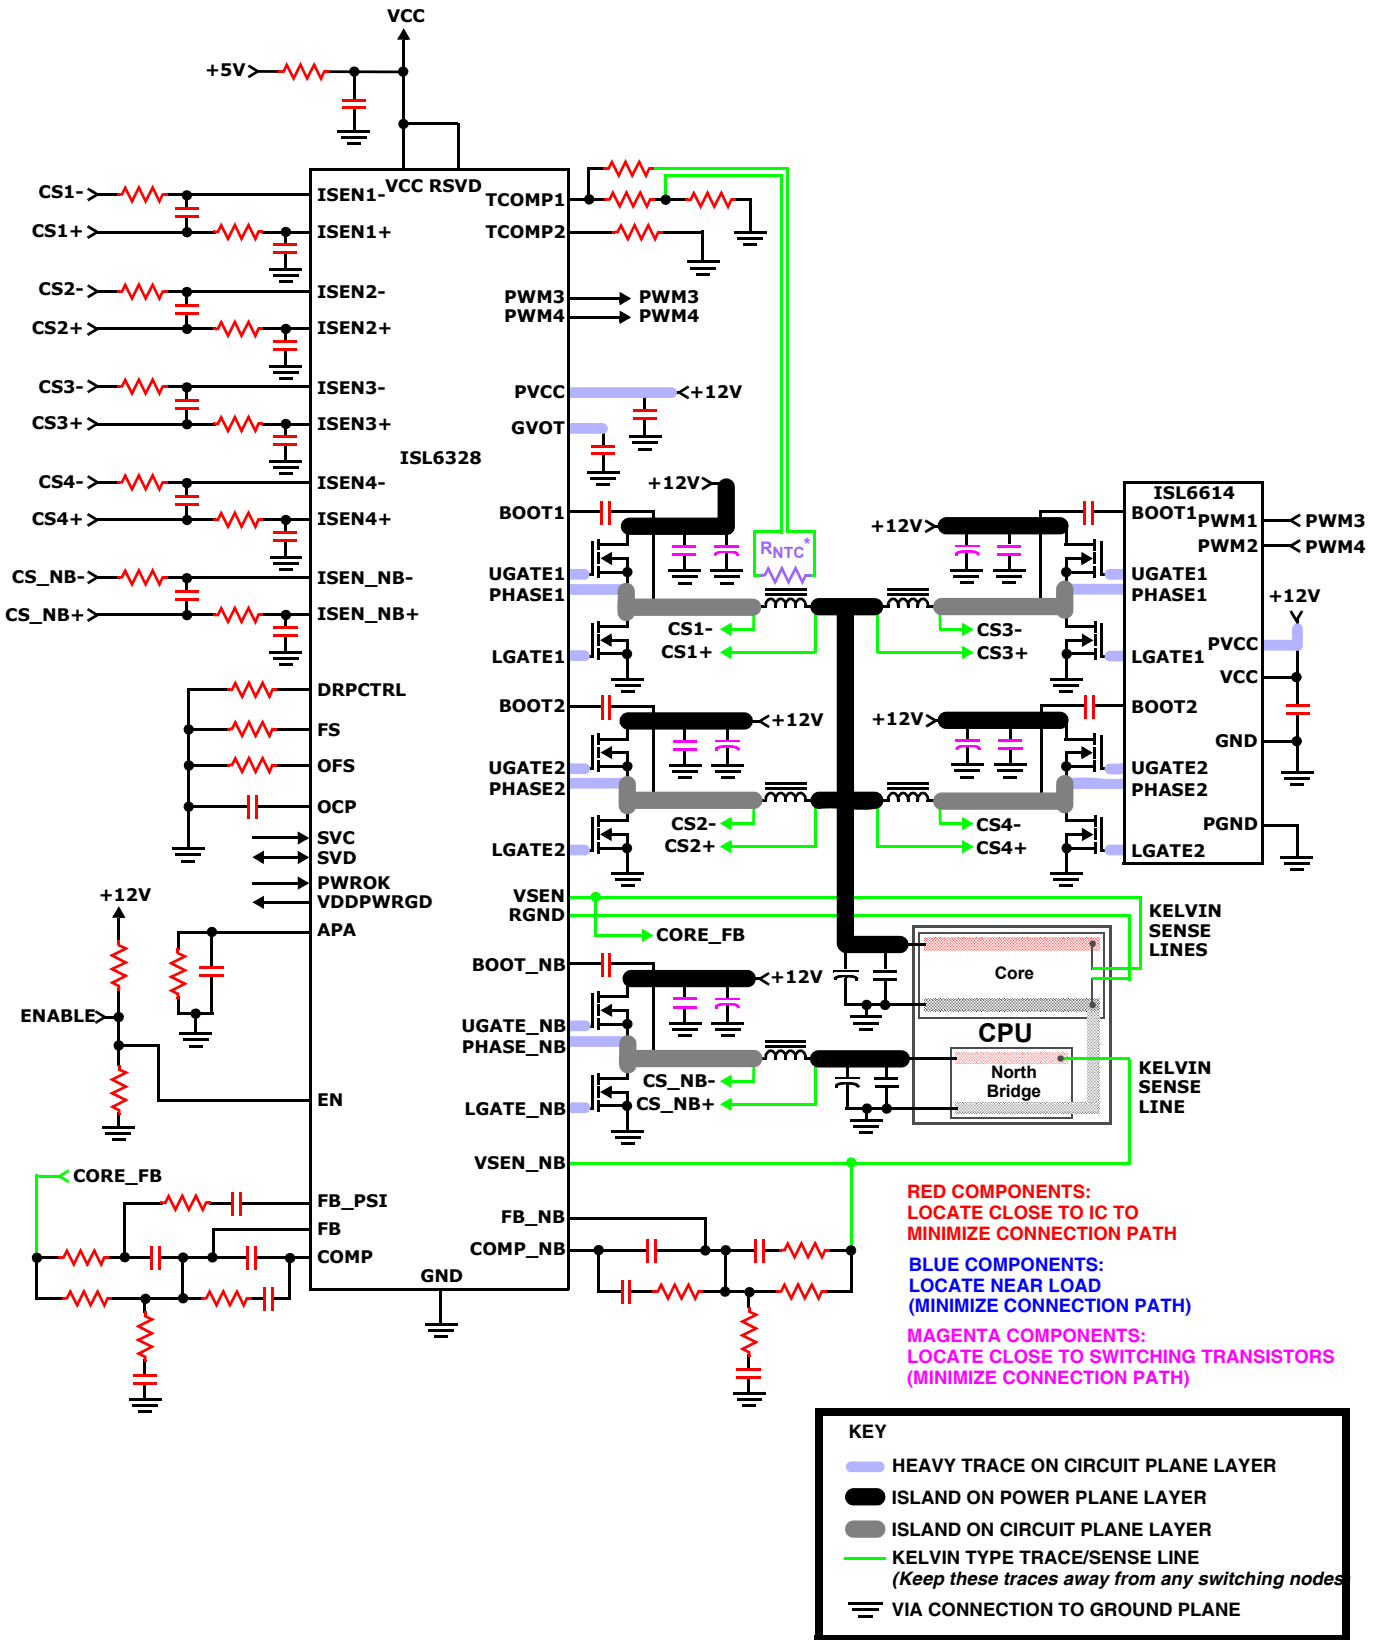 VCC
+5V
VCC RSVD
CS1-
ISEN1-
CS1+
ISEN1+
CS2-
ISEN2-
CS2+
ISEN2+
CS3-
ISEN3-
CS3+
ISEN3+
ISL6328
CS4-
ISEN4-
CS4+
ISEN4+
CS_NB-
ISEN_NB-
CS_NB+
ISEN_NB+
DRPCTRL
FS
OFS
OCP
SVC
SVD
PWROK
VDDPWRGD
+12V
APA
ENABLE
EN
CORE_FB
FB_PSI
FB
COMP
GND
TCOMP1
TCOMP2
PWM3
PWM3
PWM4
PWM4
PVCC
+12V
GVOT
+12V
BOOT1
RNTC*
UGATE1
PHASE1
CS1-
CS1+
LGATE1
BOOT2
+12V
UGATE2
PHASE2
CS2-
CS2+
LGATE2
VSEN
RGND
CORE_FB
BOOT_NB
+12V
UGATE_NB
PHASE_NB
CS_NB-
CS_NB+
LGATE_NB
VSEN_NB
FB_NB
COMP_NB
ISL6614
+12V
BOOT1
PWM1
PWM3
PWM2
PWM4
UGATE1
PHASE1
+12V
CS3-
CS3+
LGATE1
PVCC
VCC
+12V
BOOT2
GND
UGATE2
PHASE2
CS4-
CS4+
PGND
LGATE2
KELVIN
SENSE
LINES
Core
CPU
North
Bridge
KELVIN
SENSE
LINE
RED COMPONENTS:
LOCATE CLOSE TO IC TO
MINIMIZE CONNECTION PATH
BLUE COMPONENTS:
LOCATE NEAR LOAD
(MINIMIZE CONNECTION PATH)
MAGENTA COMPONENTS:
LOCATE CLOSE TO SWITCHING TRANSISTORS
(MINIMIZE CONNECTION PATH)
KEY
HEAVY TRACE ON CIRCUIT PLANE LAYER
ISLAND ON POWER PLANE LAYER
ISLAND ON CIRCUIT PLANE LAYER
KELVIN TYPE TRACE/SENSE LINE
(Keep these traces away from any switching nodes
VIA CONNECTION TO GROUND PLANE